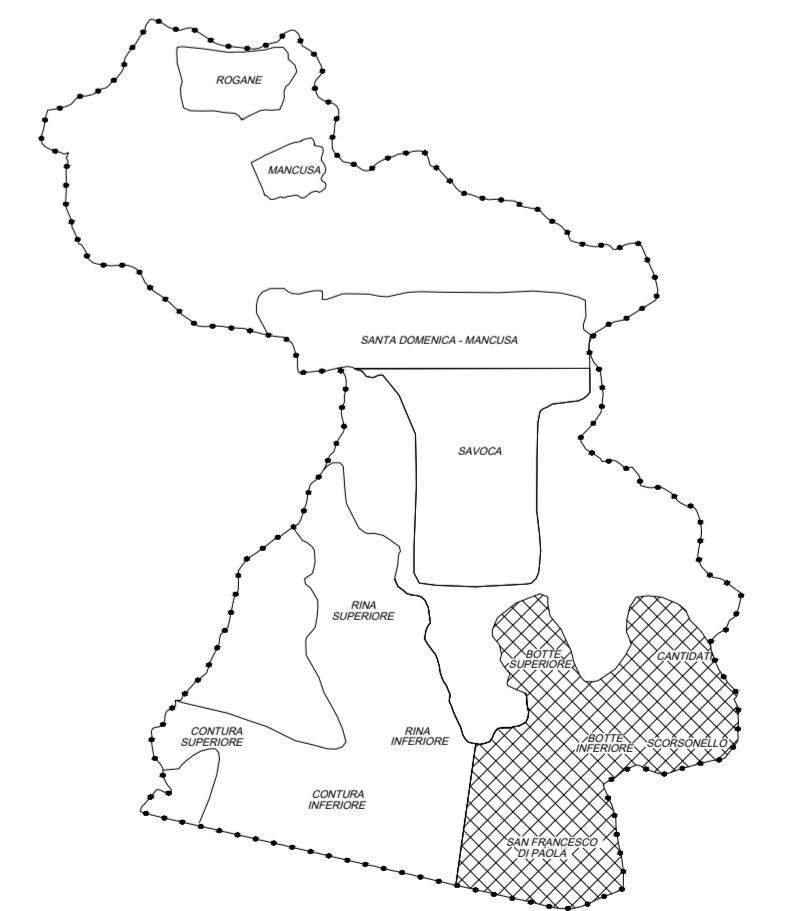 ROGANE
MANCUSA
SANTA DOMENICA - MANCUSA
SAVOCA
RINA
SUPERIORE
BOTTE
SUPERIORE
CANTIDATI
CONTURA
SUPERIORE
RINA
INFERIORE
BOTTE
INFERIORE
SCORSONELLO
CONTURA
INFERIORE
SAN FRANCESCO
DI PAOLA